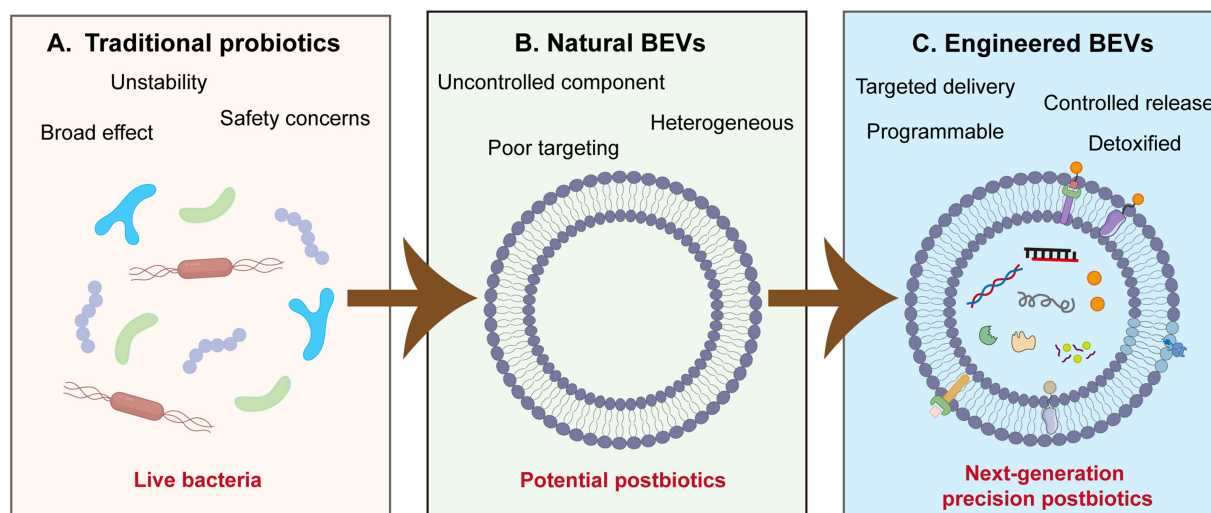 A. Traditional probiotics
Unstability
Safety concerns
Broad effect
Live bacteria
B. Natural BEVs
Uncontrolled component
Heterogeneous
Poor targeting
Potential postbiotics
C. Engineered BEVs
Targeted delivery
Controlled release
Programmable
Detoxified
Next-generation
precision postbiotics